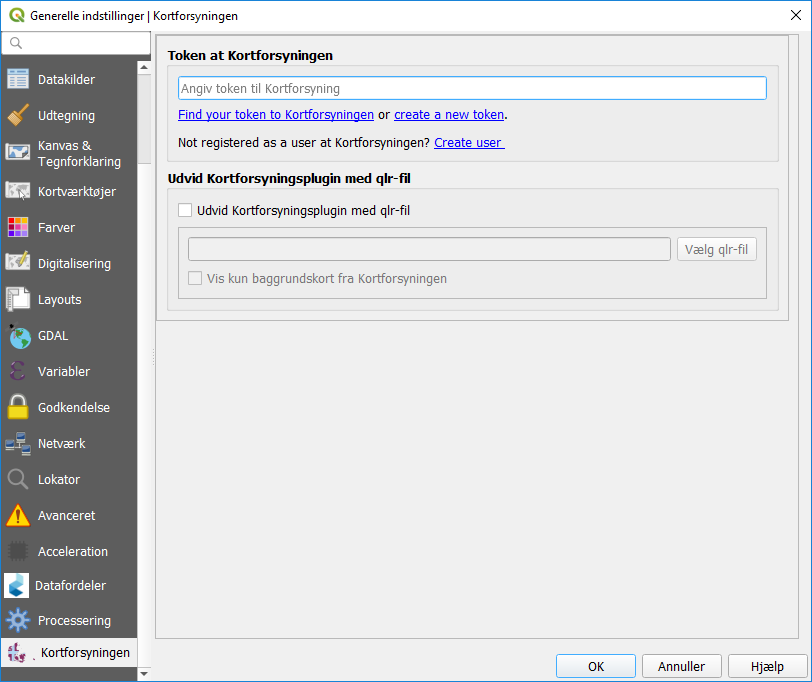 Generelle indstillinger | Kortforsyningen
Datakilder
Udtegning
Kanvas &
Tegnforklaring
Kortværktøjer
Farver
Digitalisering
Layouts
GDAL
Variabler
Godkendelse
Netværk
Lokator
Avanceret
Acceleration
Datafordeler
Processering
Kortforsyningen
Token at Kortforsyningen
Angiv token til Kortforsyning
Find your token to Kortforsyningen or create a new token.
Not registered as a user at Kortforsyningen? Create user
Udvid Kortforsyningsplugin med qlr-fil
Udvid Kortforsyningsplugin med qlr-fil
Vælg qlr-fil
Vis kun baggrundskort fra Kortforsyningen
OK
Annuller
Hjælp